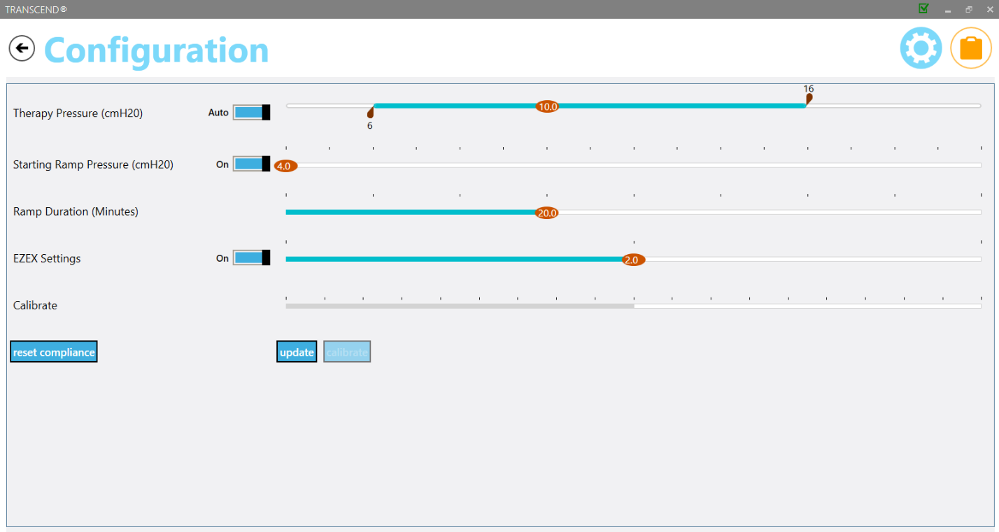 TRANSCEND®
Configuration
16
Therapy Pressure (cmH20) Auto 10.0
6
Starting Ramp Pressure (cmH20) On 4.0
Ramp Duration (Minutes) 20.0
EZEX Settings On 2.0
Calibrate
reset compliance update calibrate